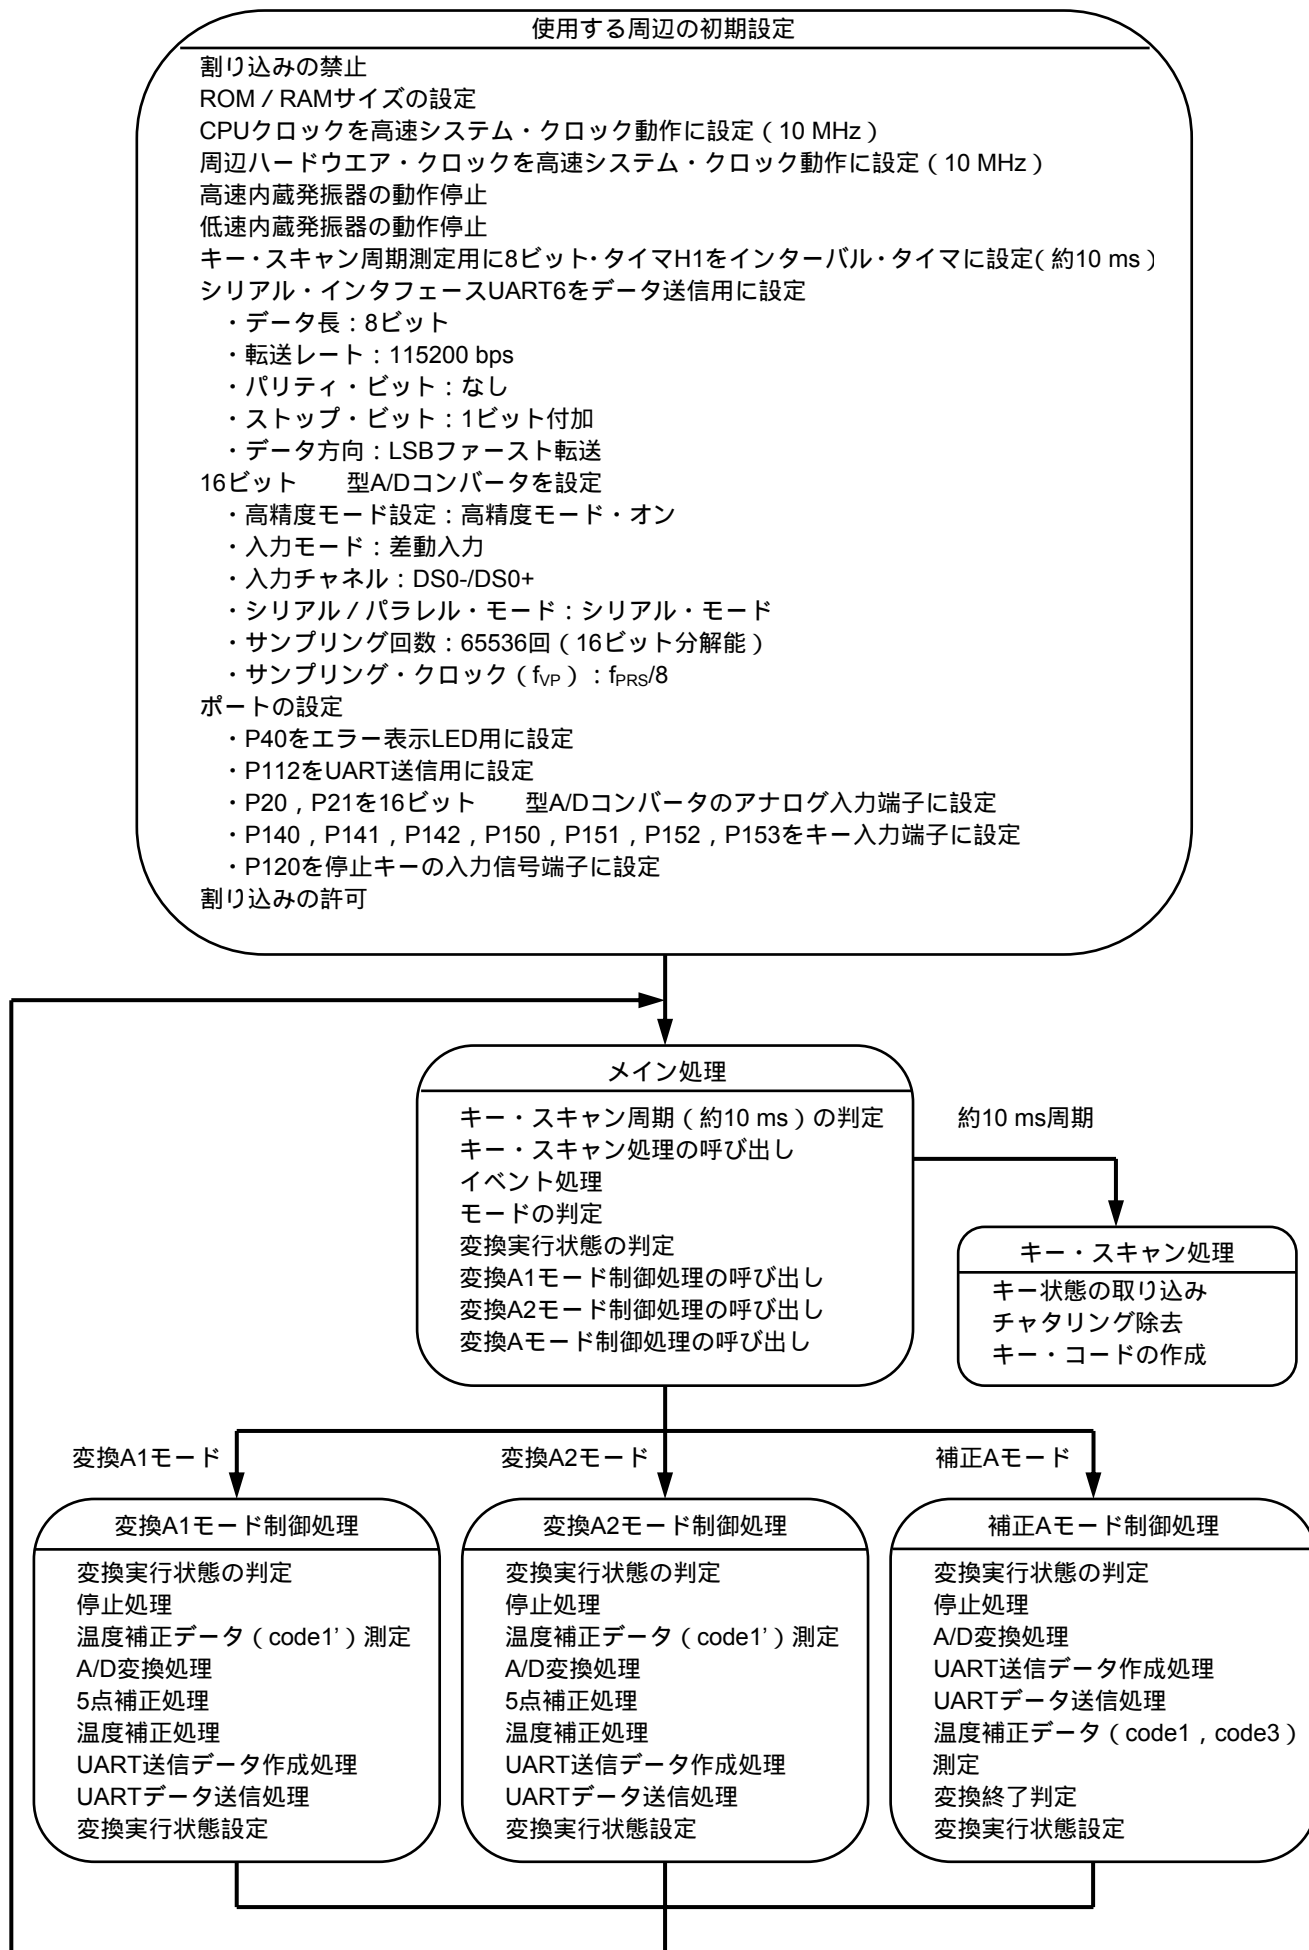 使用する周辺の初期設定
割り込みの禁止
ROM / RAMサイズの設定
CPUクロックを高速システム・クロック動作に設定（10 MHz）
周辺ハードウエア・クロックを高速システム・クロック動作に設定（10 MHz）
高速内蔵発振器の動作停止
低速内蔵発振器の動作停止
キー・スキャン周期測定用に8ビット・タイマH1をインターバル・タイマに設定（約10 ms）
シリアル・インタフェースUART6をデータ送信用に設定
・データ長：8ビット
・転送レート：115200 bps
・パリティ・ビット：なし
・ストップ・ビット：1ビット付加
・データ方向：LSBファースト転送
16ビット　　型A/Dコンバータを設定
・高精度モード設定：高精度モード・オン
・入力モード：差動入力
・入力チャネル：DS0-/DS0+
・シリアル / パラレル・モード：シリアル・モード
・サンプリング回数：65536回（16ビット分解能）
・サンプリング・クロック（fVP）：fPRS/8
ポートの設定
・P40をエラー表示LED用に設定
・P112をUART送信用に設定
・P20，P21を16ビット　　型A/Dコンバータのアナログ入力端子に設定
・P140，P141，P142，P150，P151，P152，P153をキー入力端子に設定
・P120を停止キーの入力信号端子に設定
割り込みの許可
メイン処理
キー・スキャン周期（約10 ms）の判定
キー・スキャン処理の呼び出し
イベント処理
モードの判定
変換実行状態の判定
変換A1モード制御処理の呼び出し
変換A2モード制御処理の呼び出し
変換Aモード制御処理の呼び出し
約10 ms周期
キー・スキャン処理
キー状態の取り込み
チャタリング除去
キー・コードの作成
変換A1モード
変換A2モード
補正Aモード
変換A1モード制御処理
変換実行状態の判定
停止処理
温度補正データ（code1’）測定
A/D変換処理
5点補正処理
温度補正処理
UART送信データ作成処理
UARTデータ送信処理
変換実行状態設定
変換A2モード制御処理
変換実行状態の判定
停止処理
温度補正データ（code1’）測定
A/D変換処理
5点補正処理
温度補正処理
UART送信データ作成処理
UARTデータ送信処理
変換実行状態設定
補正Aモード制御処理
変換実行状態の判定
停止処理
A/D変換処理
UART送信データ作成処理
UARTデータ送信処理
温度補正データ（code1，code3）
測定
変換終了判定
変換実行状態設定